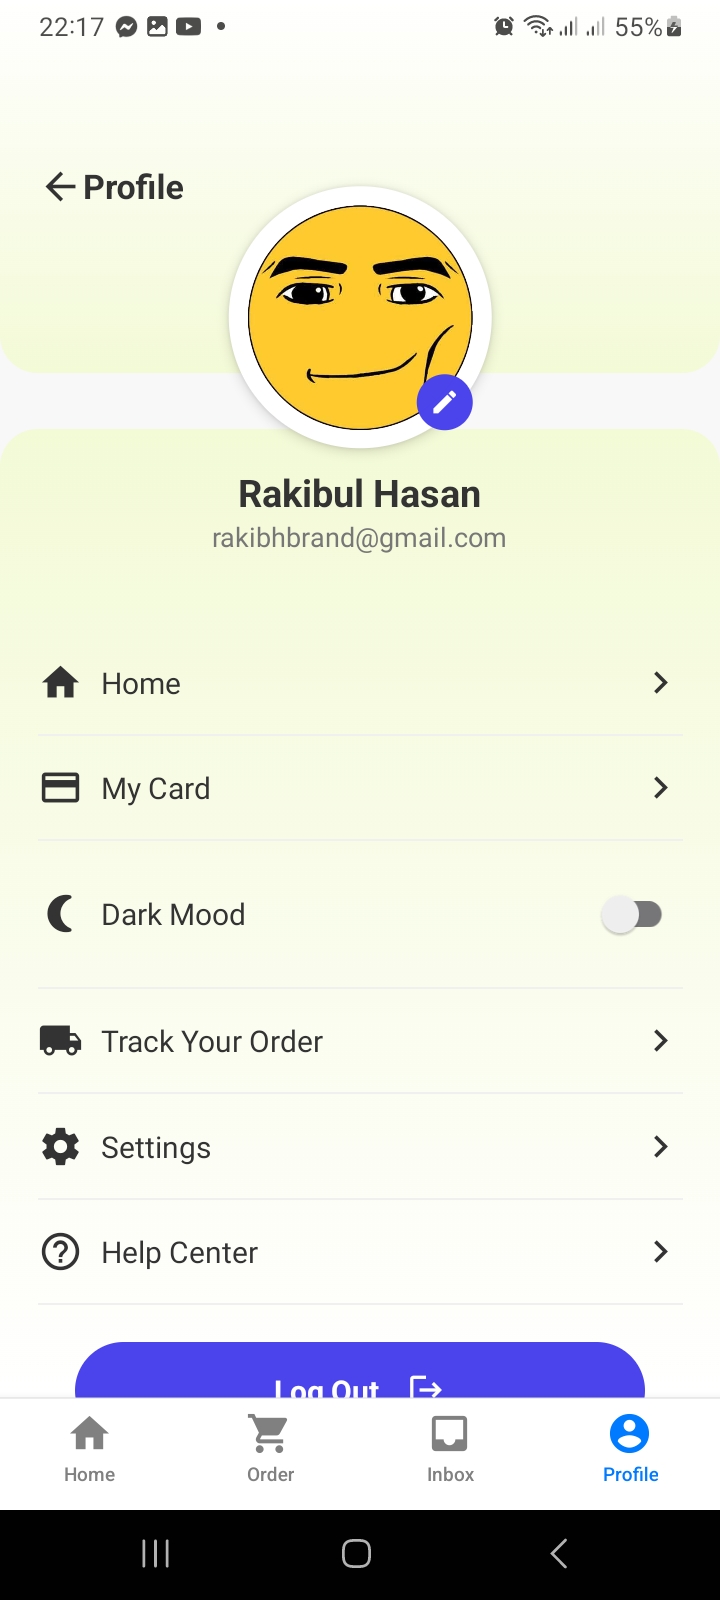 22:17
55%
Profile
Rakibul Hasan
rakibhbrand@gmail.com
Home
My Card
Dark Mood
Track Your Order
Settings
Help Center
Log Out
Home
Order
Inbox
Profile